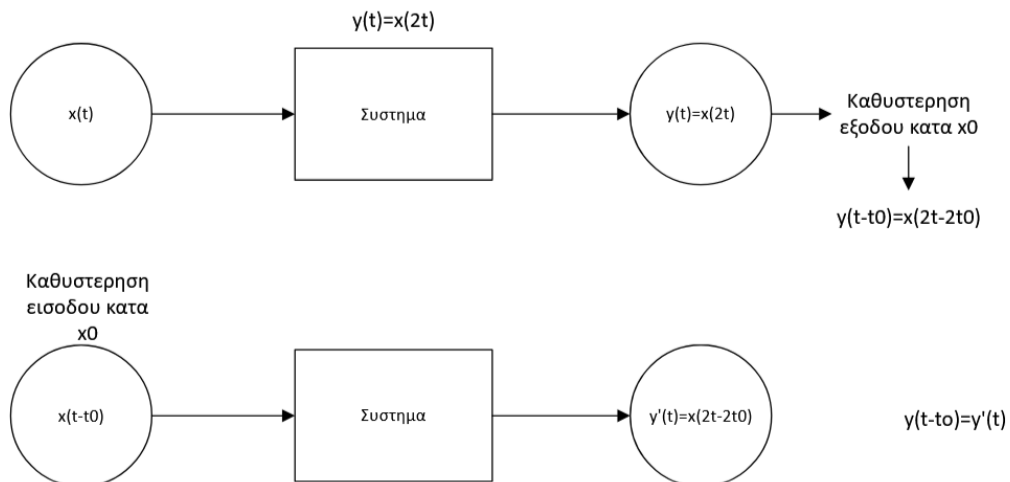 y(t)=x(2t)
x(t)
Συστημα
y(t)=x(2t)
Καθυστερηση
εξοδου κατα x0
y(t-t0)=x(2t-2t0)
Καθυστερηση
εισοδου κατα
x0
x(t-t0)
Συστημα
y'(t)=x(2t-2t0)
y(t-to)=y'(t)